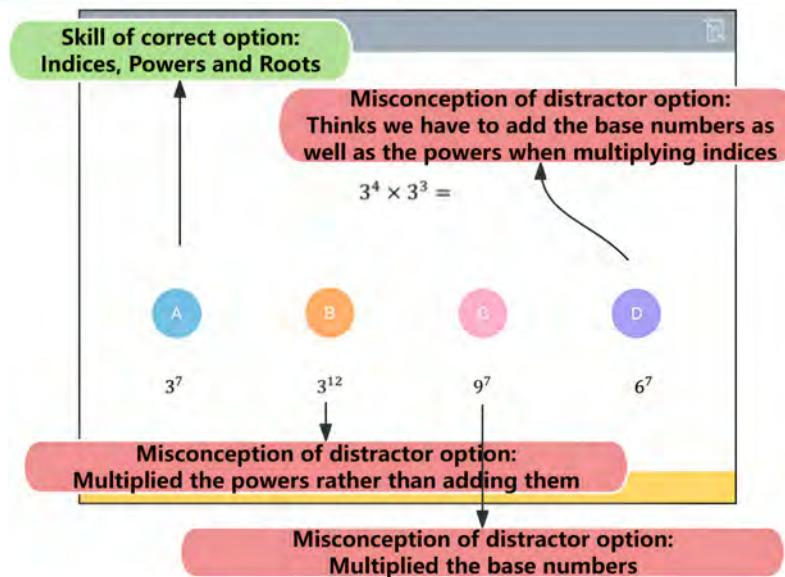 Skill of correct option:
Indices, Powers and Roots
Misconception of distractor option:
Thinks we have to add the base numbers as
well as the powers when multiplying indices
3⁴ × 3³ =
A
B
C
D
3⁷
3¹²
9⁷
6⁷
Misconception of distractor option:
Multiplied the powers rather than adding them
Misconception of distractor option:
Multiplied the base numbers